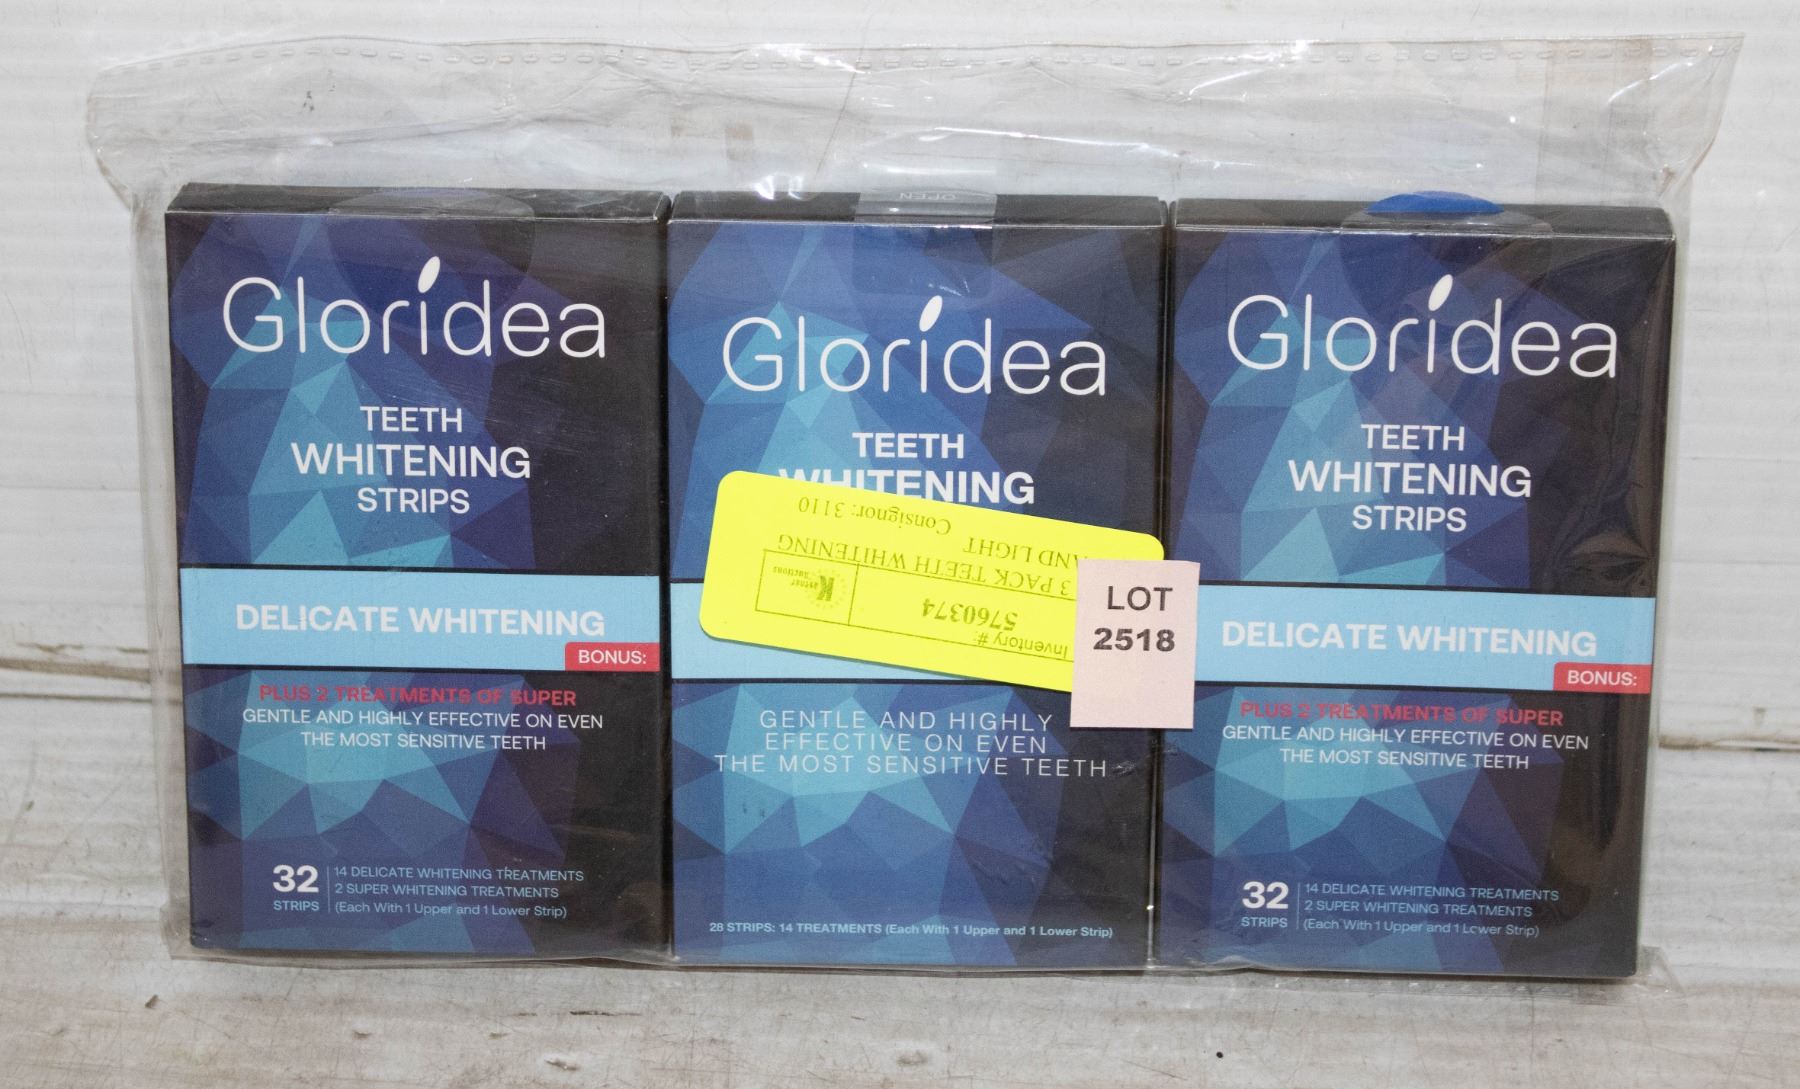 Gloridea
TEETH
WHITENING
STRIPS
DELICATE WHITENING
BONUS:
PLUS 2 TREATMENTS OF SUPER
GENTLE AND HIGHLY EFFECTIVE ON EVEN
THE MOST SENSITIVE TEETH
32
STRIPS
14 DELICATE WHITENING TREATMENTS
2 SUPER WHITENING TREATMENTS
(Each With 1 Upper and 1 Lower Strip)
OPEN
Gloridea
TEETH
WHITENING
Inventory #:
5760374
3 PACK TEETH WHITENING
AND LIGHT
Consignor: 3110
K
Auctions
LOT
2518
GENTLE AND HIGHLY
EFFECTIVE ON EVEN
THE MOST SENSITIVE TEETH
28 STRIPS: 14 TREATMENTS (Each With 1 Upper and 1 Lower Strip)
Gloridea
TEETH
WHITENING
STRIPS
DELICATE WHITENING
BONUS:
PLUS 2 TREATMENTS OF SUPER
GENTLE AND HIGHLY EFFECTIVE ON EVEN
THE MOST SENSITIVE TEETH
32
STRIPS
14 DELICATE WHITENING TREATMENTS
2 SUPER WHITENING TREATMENTS
(Each With 1 Upper and 1 Lower Strip)